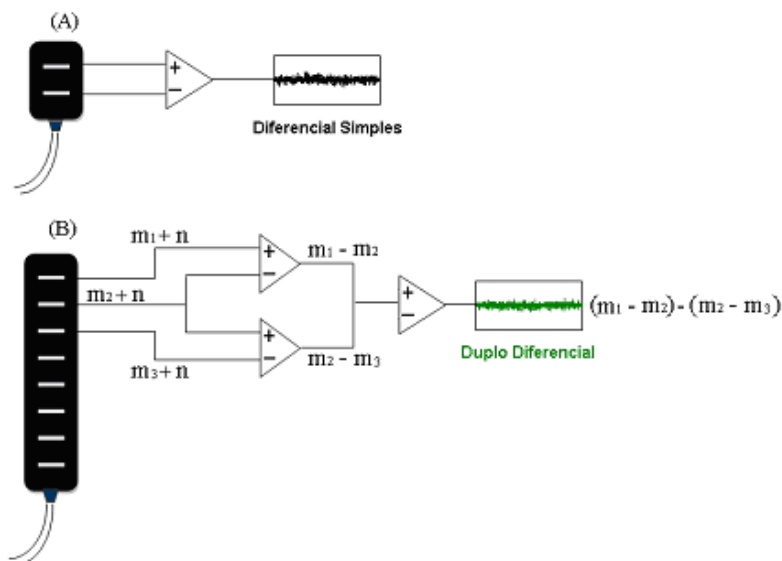 (A)
+
−
Diferencial Simples
(B)
m₁+ n
m₁ - m₂
+
−
m₂+ n
+
−
(m₁ - m₂)-(m₂ - m₃)
+
−
m₂ - m₃
Duplo Diferencial
m₃+ n